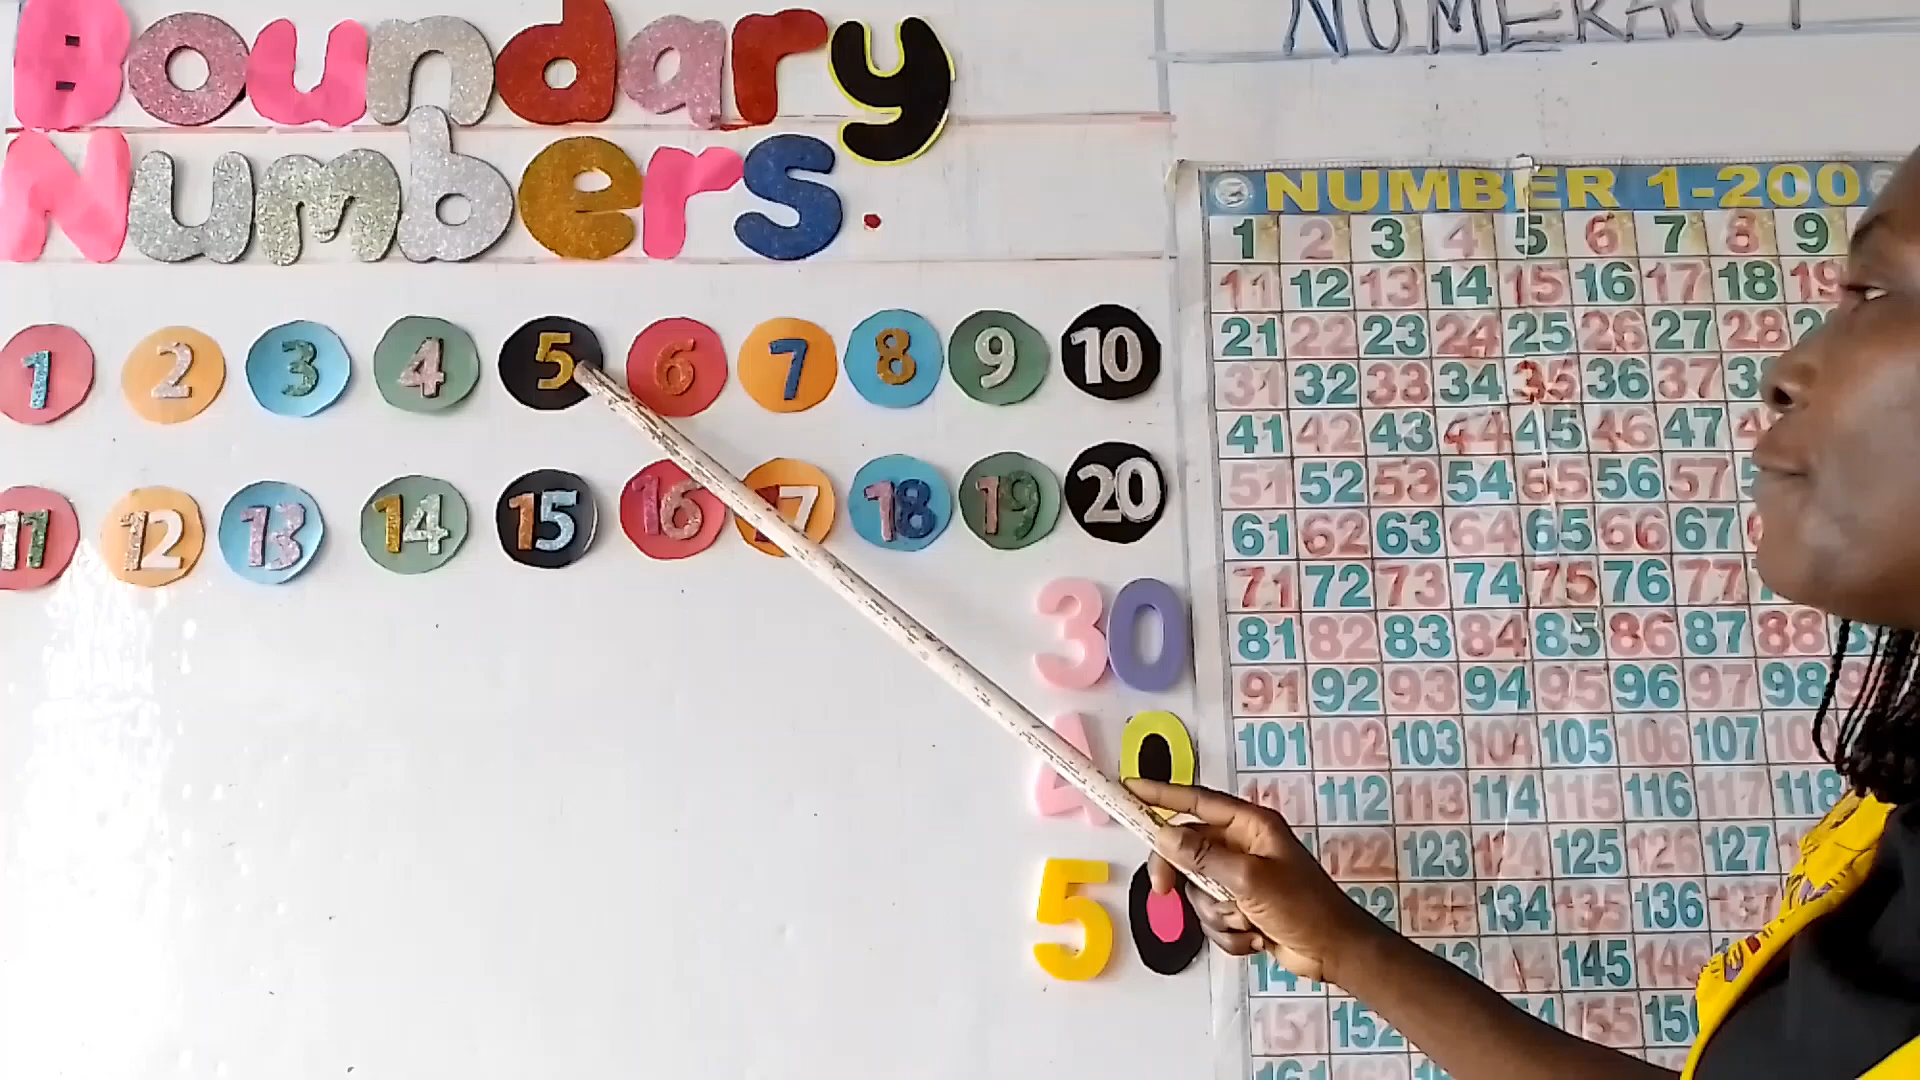 Boundary
Numbers.
1 2 3 4 5 6 7 8 9 10
11 12 13 14 15 16 17 18 19 20
30
40
50
NUMERACY
NUMBER 1-200
1 2 3 4 5 6 7 8 9
11 12 13 14 15 16 17 18 19
21 22 23 24 25 26 27 28
31 32 33 34 35 36 37
41 42 43 44 45 46 47
51 52 53 54 55 56 57
61 62 63 64 65 66 67
71 72 73 74 75 76 77
81 82 83 84 85 86 87 88
91 92 93 94 95 96 97 98
101 102 103 104 105 106 107
111 112 113 114 115 116 117 118
122 123 124 125 126 127
134 135 136 137
144 145 146
151 152 155
161